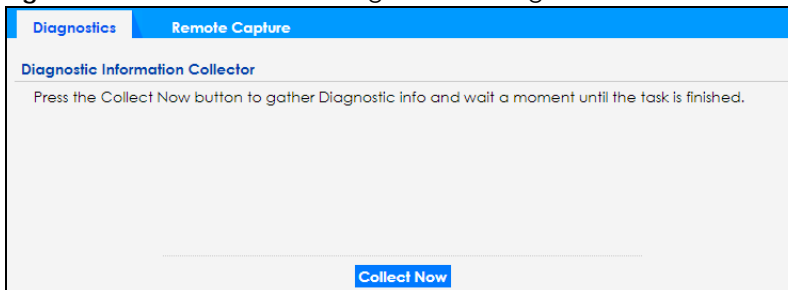 Diagnostics Remote Capture
Diagnostic Information Collector
Press the Collect Now button to gather Diagnostic info and wait a moment until the task is finished.
Collect Now